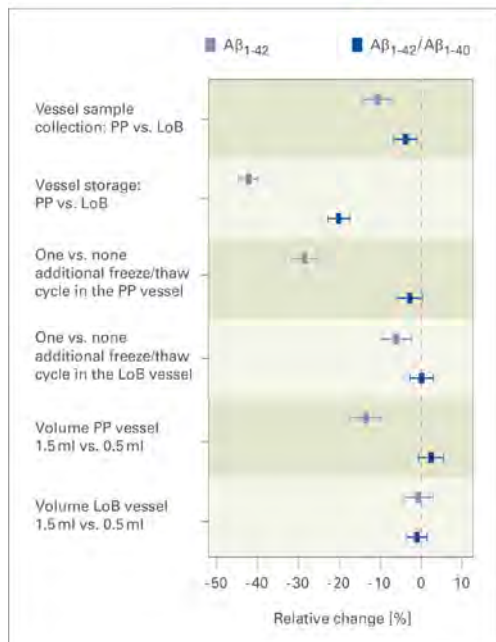 Aβ1-42 Aβ1-42/Aβ1-40
Vessel sample
collection: PP vs. LoB
Vessel storage:
PP vs. LoB
One vs. none
additional freeze/thaw
cycle in the PP vessel
One vs. none
additional freeze/thaw
cycle in the LoB vessel
Volume PP vessel
1.5 ml vs. 0.5 ml
Volume LoB vessel
1.5 ml vs. 0.5 ml
-50 -40 -30 -20 -10 0 10
Relative change [%]